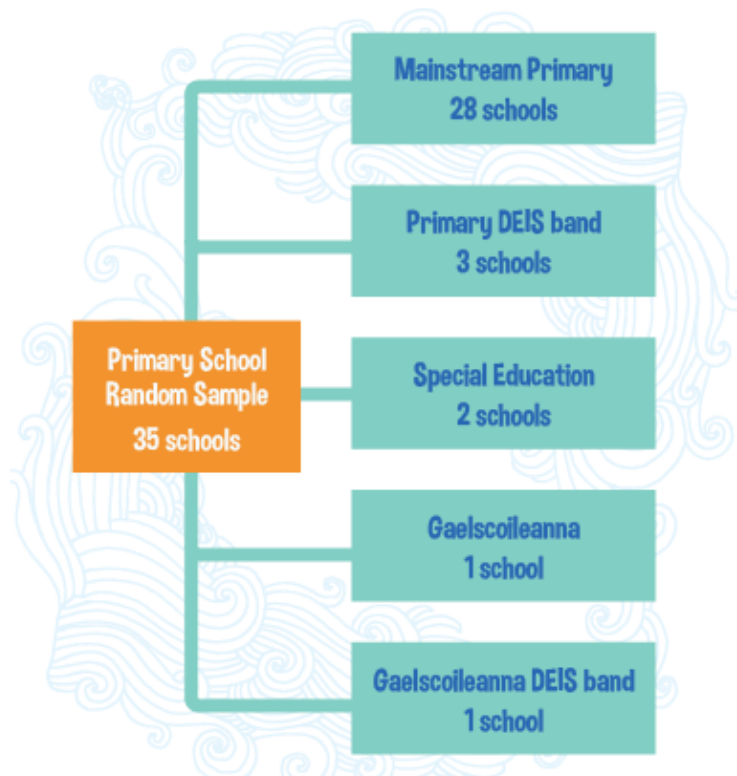 Mainstream Primary
28 schools
Primary DEIS band
3 schools
Primary School
Random Sample
35 schools
Special Education
2 schools
Gaelscoileanna
1 school
Gaelscoileanna DEIS band
1 school